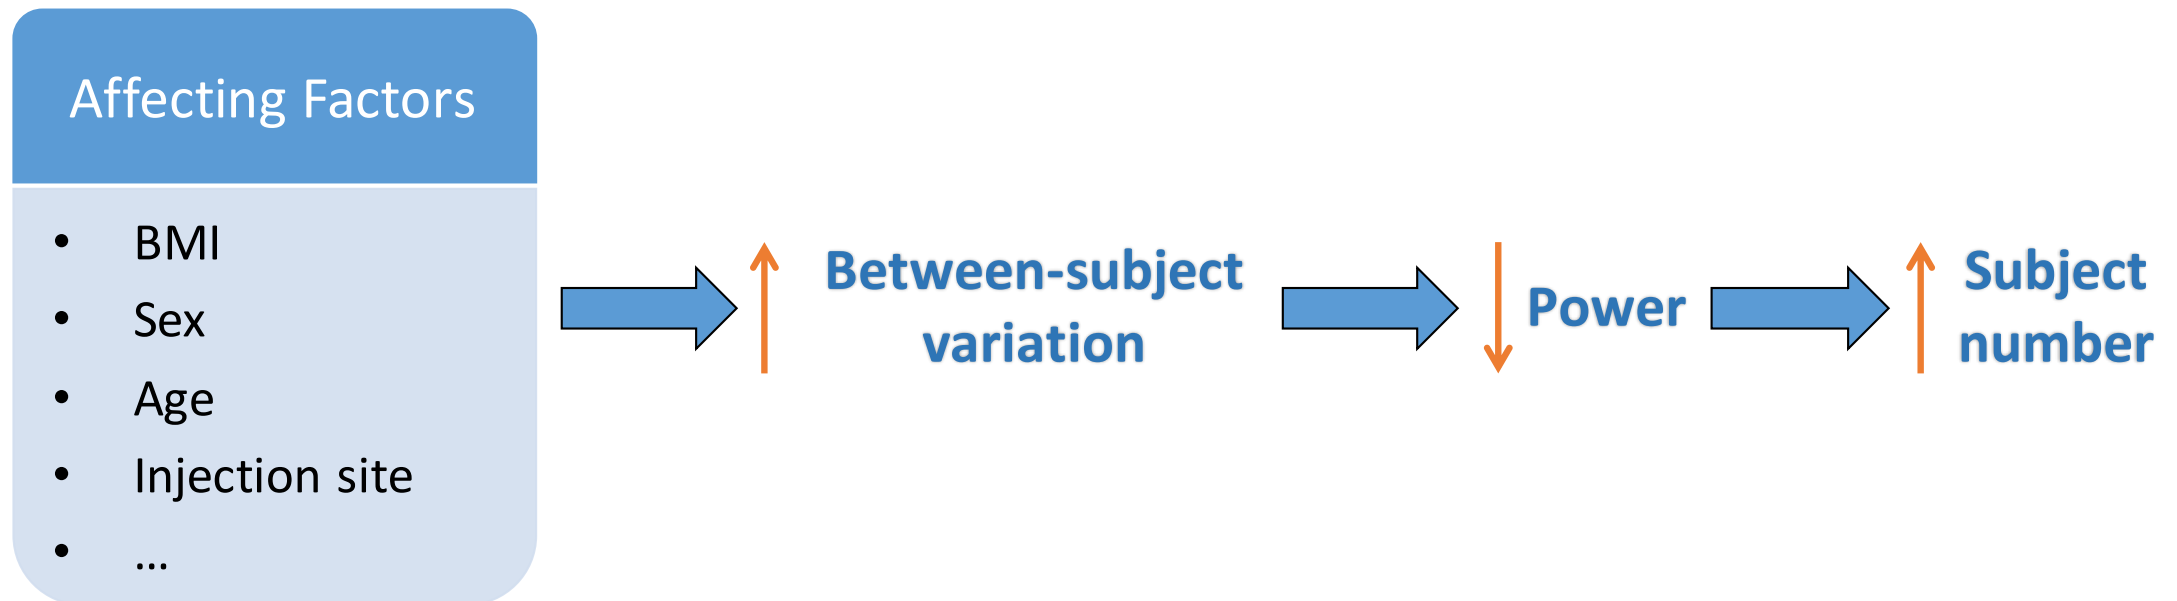 Affecting Factors
• BMI
• Sex
• Age
• Injection site
• ...
Between-subject
variation
Power
Subject
number